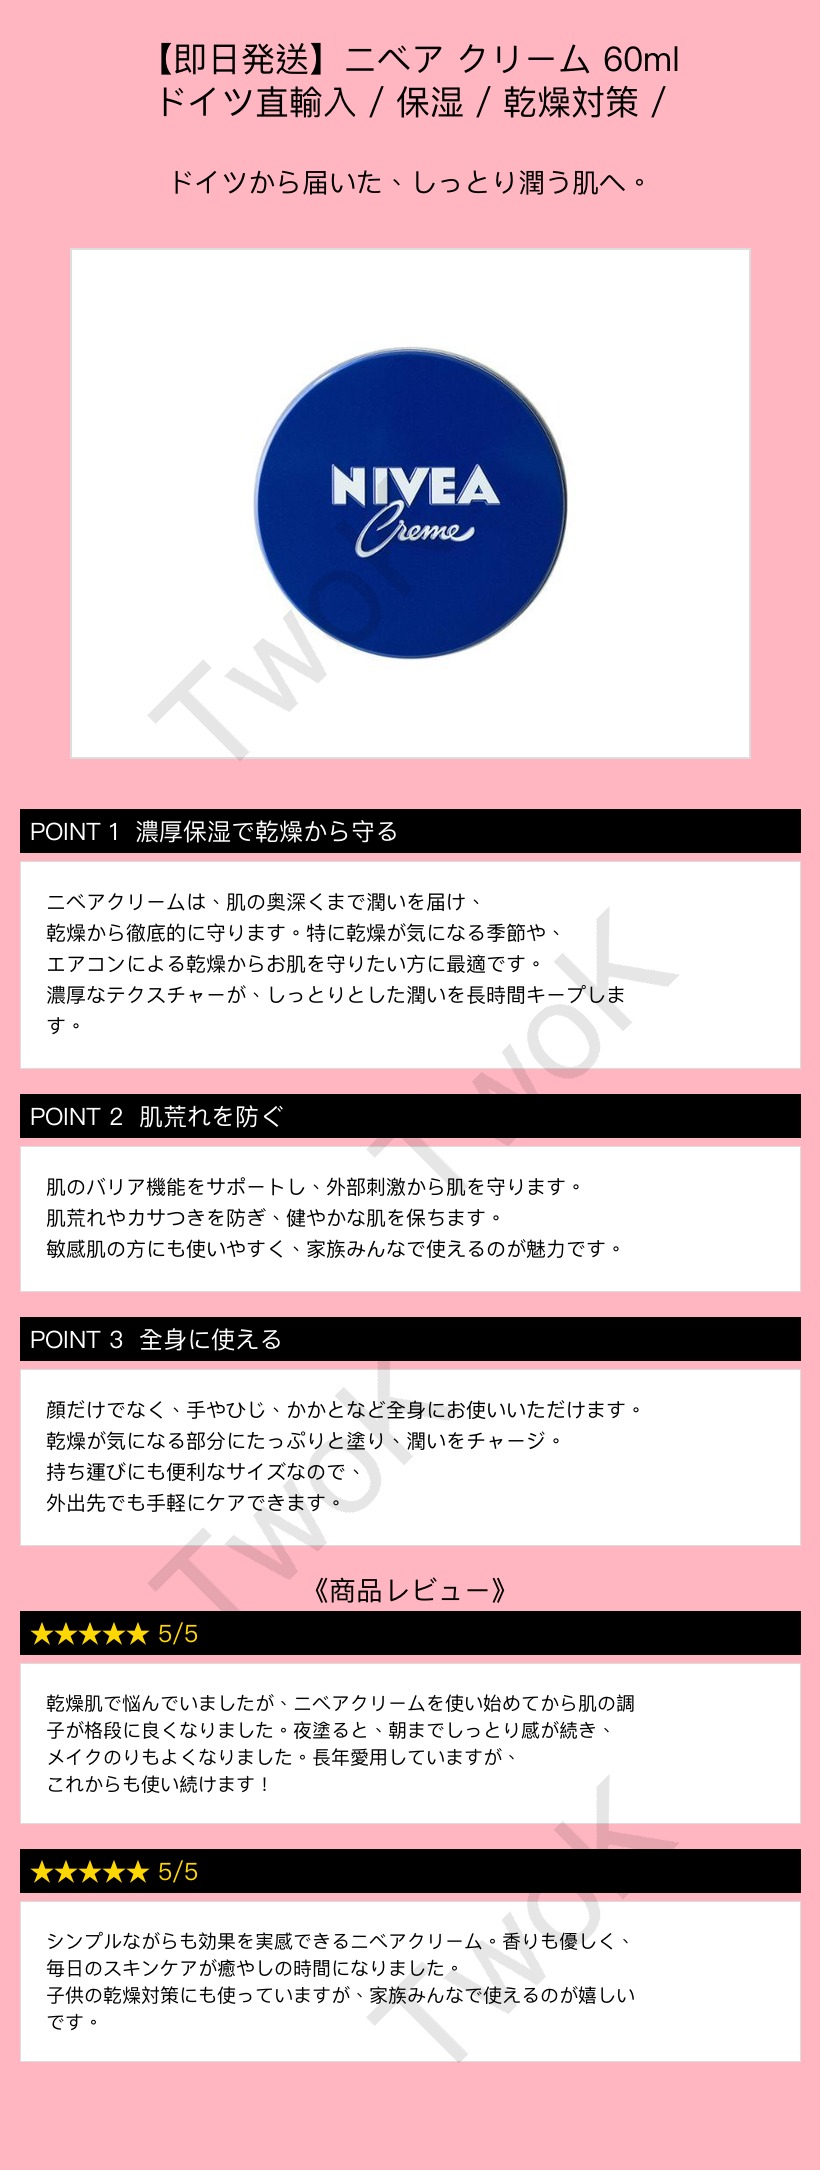 【即日発送】ニベア クリーム 60ml
ドイツ直輸入 / 保湿 / 乾燥対策 /
ドイツから届いた、しっとり潤う肌へ。
NIVEA
Creme
TwoK
POINT 1 濃厚保湿で乾燥から守る
ニベアクリームは、肌の奥深くまで潤いを届け、
乾燥から徹底的に守ります。特に乾燥が気になる季節や、
エアコンによる乾燥からお肌を守りたい方に最適です。
濃厚なテクスチャーが、しっとりとした潤いを長時間キープしま
す。
TwoK
POINT 2 肌荒れを防ぐ
肌のバリア機能をサポートし、外部刺激から肌を守ります。
肌荒れやカサつきを防ぎ、健やかな肌を保ちます。
敏感肌の方にも使いやすく、家族みんなで使えるのが魅力です。
POINT 3 全身に使える
顔だけでなく、手やひじ、かかとなど全身にお使いいただけます。
乾燥が気になる部分にたっぷりと塗り、潤いをチャージ。
持ち運びにも便利なサイズなので、
外出先でも手軽にケアできます。
TwoK
《商品レビュー》
★★★★★ 5/5
乾燥肌で悩んでいましたが、ニベアクリームを使い始めてから肌の調
子が格段に良くなりました。夜塗ると、朝までしっとり感が続き、
メイクのりもよくなりました。長年愛用していますが、
これからも使い続けます！
★★★★★ 5/5
シンプルながらも効果を実感できるニベアクリーム。香りも優しく、
毎日のスキンケアが癒やしの時間になりました。
子供の乾燥対策にも使っていますが、家族みんなで使えるのが嬉しい
です。
TwoK